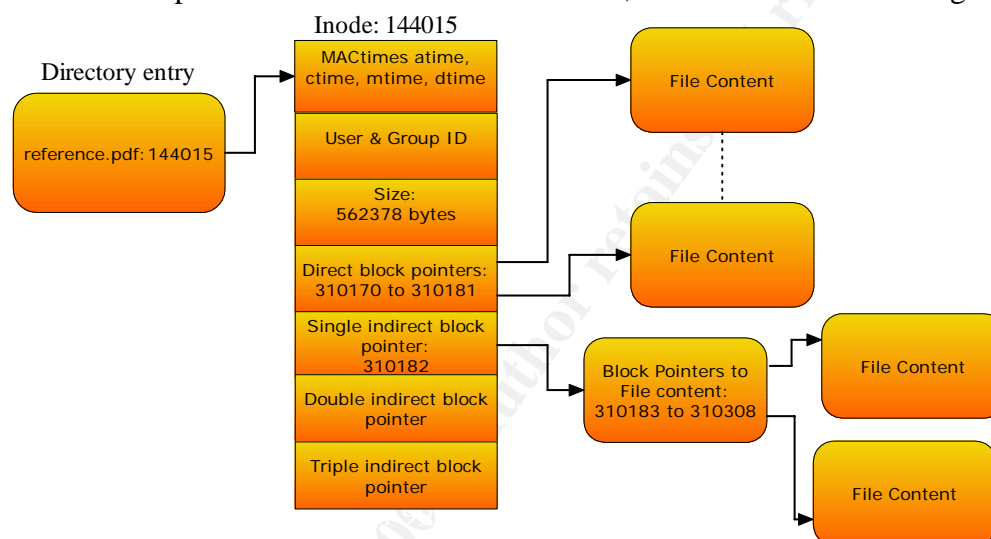 Inode: 144015
Directory entry
reference.pdf: 144015
MACtimes atime,
ctime, mtime, dtime
User & Group ID
Size:
562378 bytes
Direct block pointers:
310170 to 310181
Single indirect block
pointer:
310182
Double indirect block
pointer
Triple indirect block
pointer
File Content
File Content
Block Pointers to
File content:
310183 to 310308
File Content
File Content
author retains